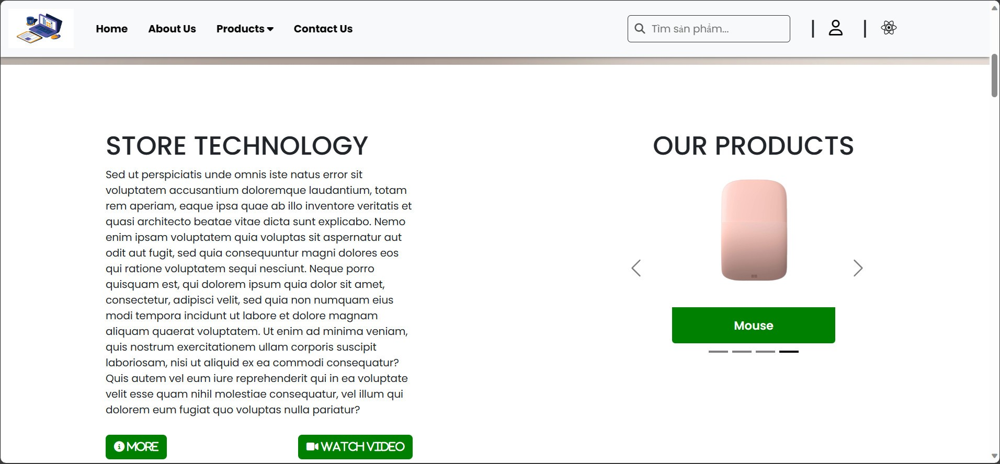 Home
About Us
Products
Contact Us
Tìm sản phẩm...
STORE TECHNOLOGY
Sed ut perspiciatis unde omnis iste natus error sit
voluptatem accusantium doloremque laudantium, totam
rem aperiam, eaque ipsa quae ab illo inventore veritatis et
quasi architecto beatae vitae dicta sunt explicabo. Nemo
enim ipsam voluptatem quia voluptas sit aspernatur aut
odit aut fugit, sed quia consequuntur magni dolores eos
qui ratione voluptatem sequi nesciunt. Neque porro
quisquam est, qui dolorem ipsum quia dolor sit amet,
consectetur, adipisci velit, sed quia non numquam eius
modi tempora incidunt ut labore et dolore magnam
aliquam quaerat voluptatem. Ut enim ad minima veniam,
quis nostrum exercitationem ullam corporis suscipit
laboriosam, nisi ut aliquid ex ea commodi consequatur?
Quis autem vel eum iure reprehenderit qui in ea voluptate
velit esse quam nihil molestiae consequatur, vel illum qui
dolorem eum fugiat quo voluptas nulla pariatur?
MORE
WATCH VIDEO
OUR PRODUCTS
Mouse